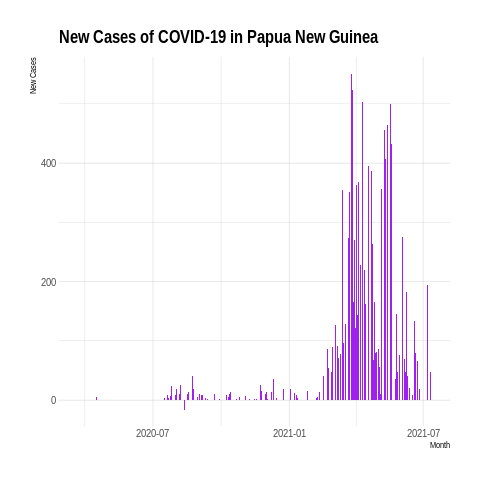 New Cases of COVID-19 in Papua New Guinea
New Cases
400
200
0
2020-07 2021-01 2021-07
Month